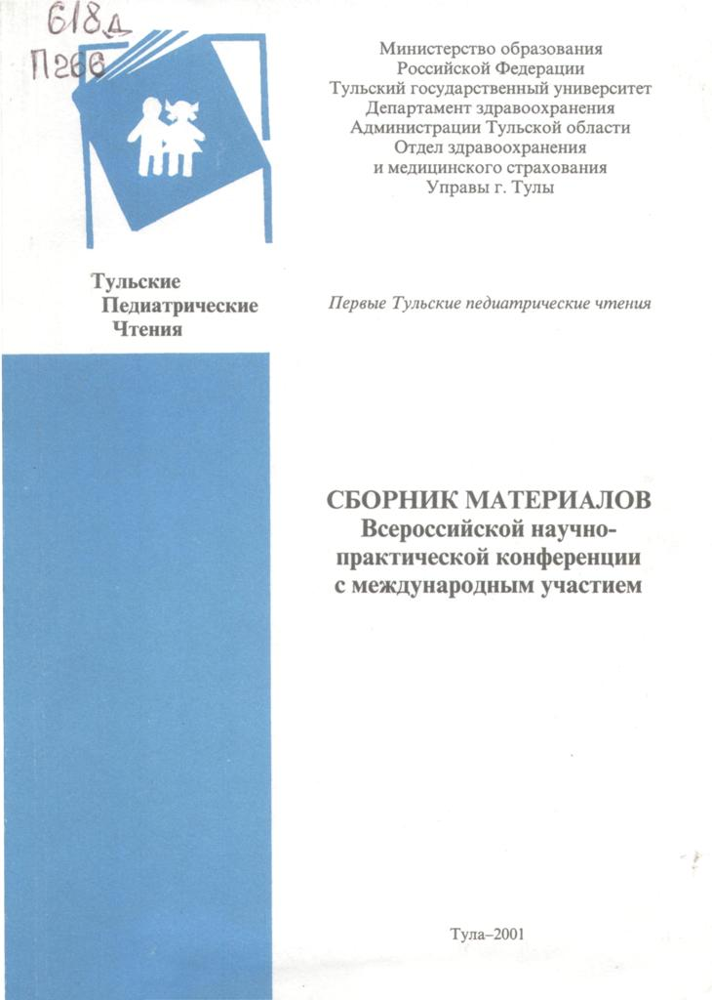 618д
П266
Министерство образования
Российской Федерации
Тульский государственный университет
Департамент здравоохранения
Администрации Тульской области
Отдел здравоохранения
и медицинского страхования
Управы г. Тулы
Тульские
Педиатрические
Чтения
Первые Тульские педиатрические чтения
СБОРНИК МАТЕРИАЛОВ
Всероссийской научно-
практической конференции
с международным участием
Тула–2001